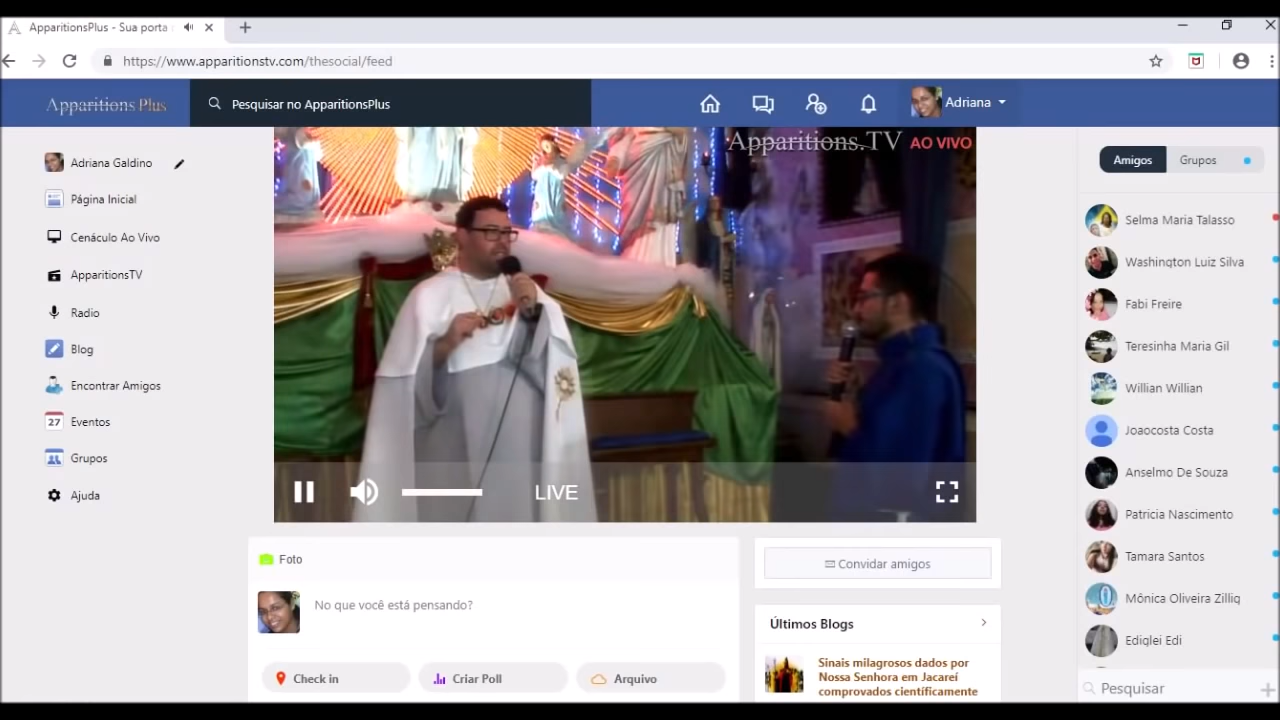 ApparitionsPlus - Sua porta
https://www.apparitionstv.com/thesocial/feed
Apparitions Plus
Pesquisar no ApparitionsPlus
Adriana
Adriana Galdino
Página Inicial
Cenáculo Ao Vivo
ApparitionsTV
Radio
Blog
Encontrar Amigos
27
Eventos
Grupos
Ajuda
Apparitions.TV AO VIVO
LIVE
Foto
No que você está pensando?
Check in
Criar Poll
Arquivo
Convidar amigos
Últimos Blogs
Sinais milagrosos dados por
Nossa Senhora em Jacareí
comprovados científicamente
Amigos
Grupos
Selma Maria Talasso
Washington Luiz Silva
Fabi Freire
Teresinha Maria Gil
Willian Willian
Joaocosta Costa
Anselmo De Souza
Patricia Nascimento
Tamara Santos
Mônica Oliveira Zilliq
Ediglei Edi
Pesquisar